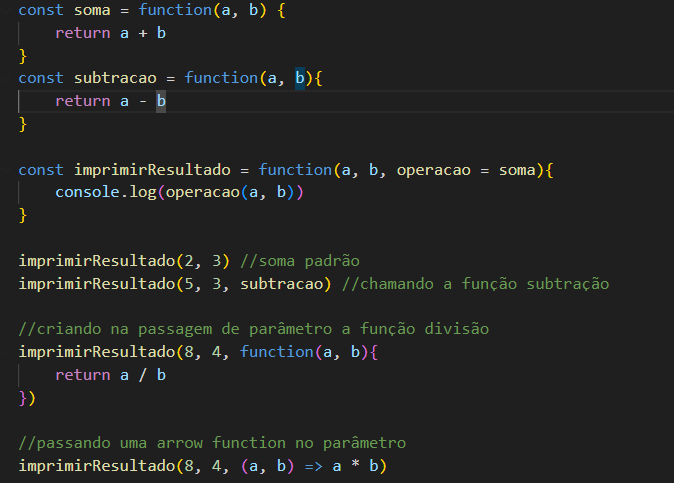 const soma = function(a, b) {
    return a + b
}
const subtracao = function(a, b){
    return a - b
}
const imprimirResultado = function(a, b, operacao = soma){
    console.log(operacao(a, b))
}
imprimirResultado(2, 3) //soma padrão
imprimirResultado(5, 3, subtracao) //chamando a função subtração
//criando na passagem de parâmetro a função divisão
imprimirResultado(8, 4, function(a, b){
    return a / b
})
//passando uma arrow function no parâmetro
imprimirResultado(8, 4, (a, b) => a * b)